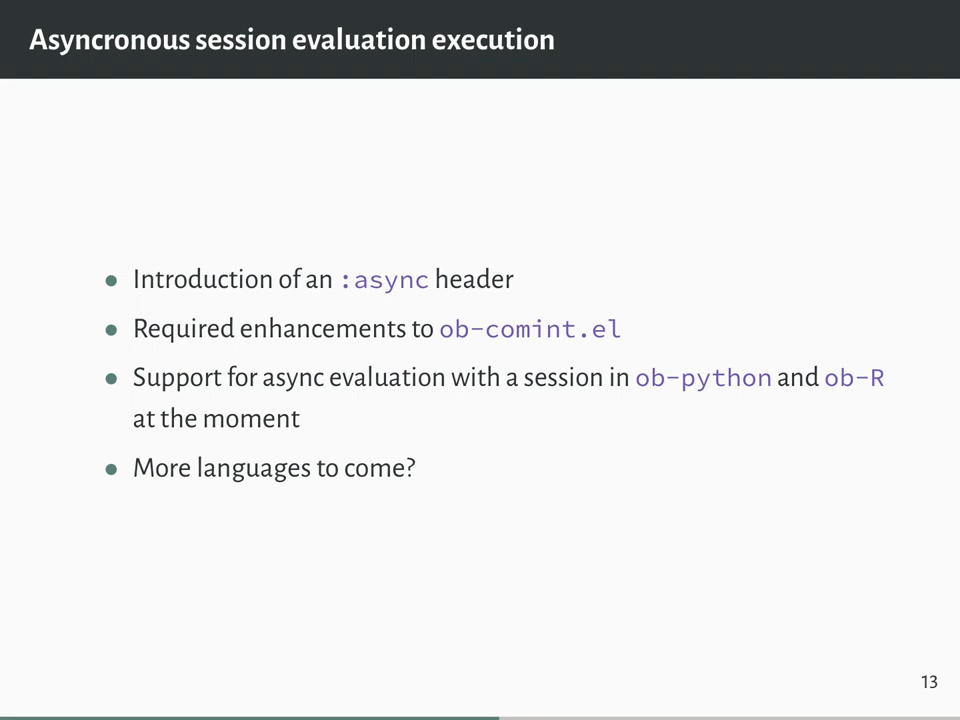 Asyncronous session evaluation execution
Introduction of an :async header
Required enhancements to ob-comint.el
Support for async evaluation with a session in ob-python and ob-R
at the moment
More languages to come?
13